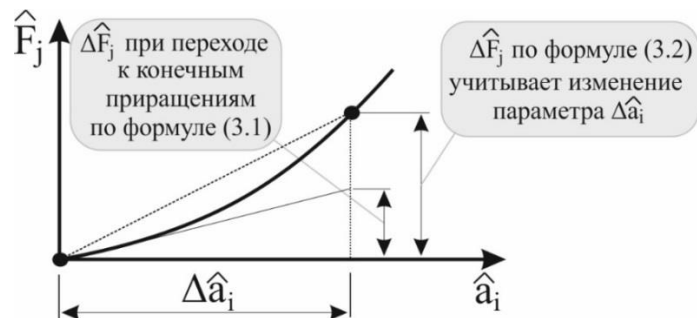 F̂ⱼ
ΔF̂ⱼ при переходе
к конечным
приращениям
по формуле (3.1)
ΔF̂ⱼ по формуле (3.2)
учитывает изменение
параметра Δâᵢ
Δâᵢ
âᵢ